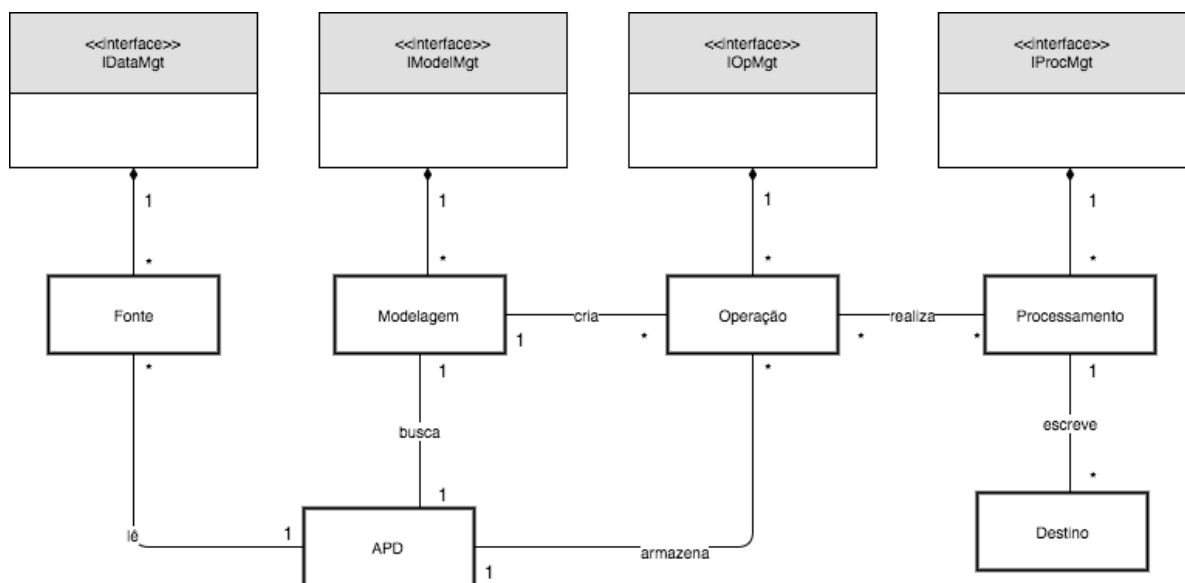 <<interface>>
IDataMgt
<<interface>>
IModelMgt
<<interface>>
IOpMgt
<<interface>>
IProcMgt
1
1
1
1
*
*
*
*
Fonte
Modelagem
cria
Operação
realiza
Processamento
1
*
*
*
*
1
*
1
busca
escreve
1
*
lê
1
APD
armazena
1
Destino